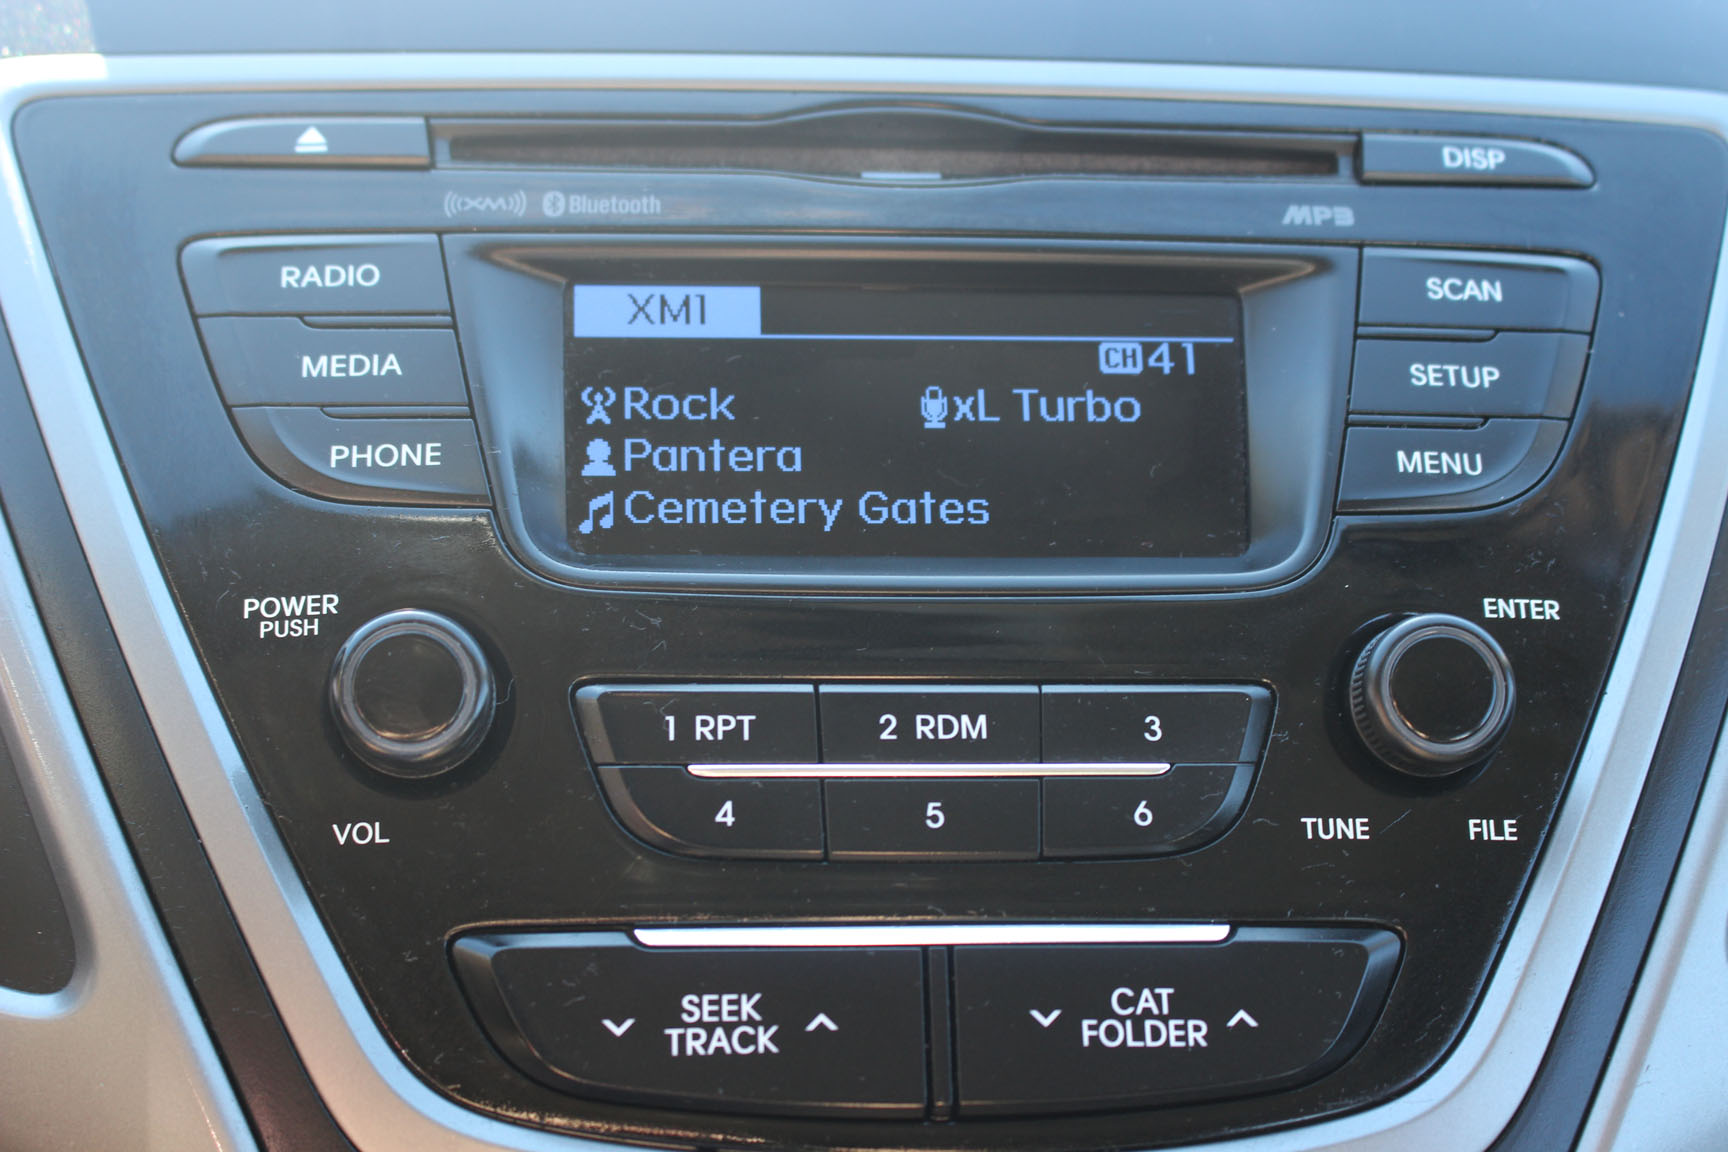 DISP
((XM)) Bluetooth
MP3
RADIO
MEDIA
PHONE
XM1
CH 41
Rock xL Turbo
Pantera
Cemetery Gates
SCAN
SETUP
MENU
POWER
PUSH
VOL
ENTER
TUNE FILE
1 RPT 2 RDM 3
4 5 6
SEEK
TRACK
CAT
FOLDER